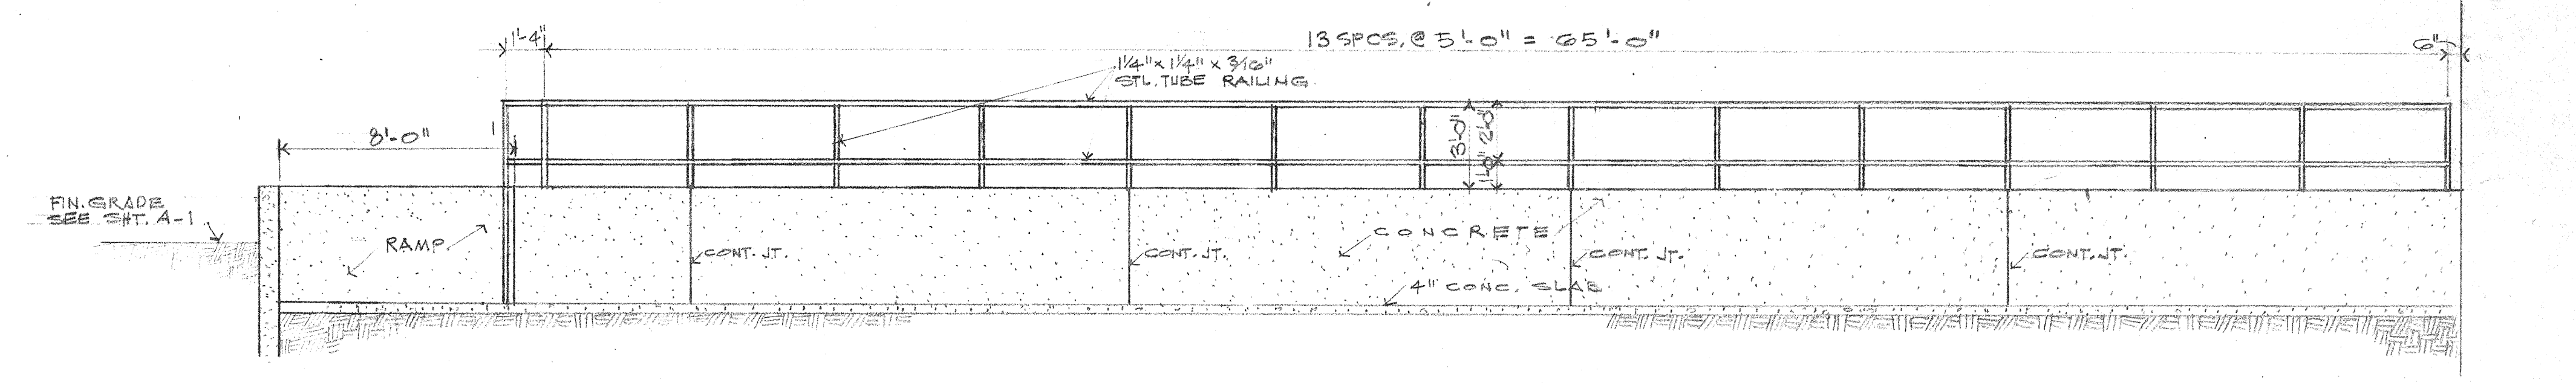 1'-4"
13 SPCS. @ 5'-0" = 65'-0"
6"
1¼" x 1¼" x 3/16"
STL. TUBE RAILING
8'-0"
3'-0"
2'-0"
1'-0"
FIN. GRADE
SEE SHT. A-1
RAMP
CONCRETE
CONT. JT.
CONT. JT.
CONT. JT.
CONT. JT.
4" CONC. SLAB